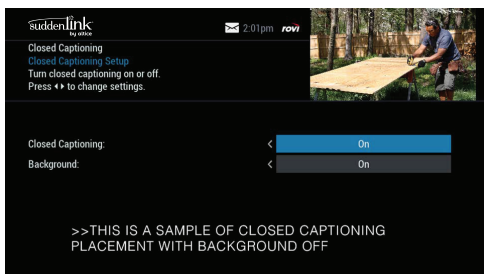 suddenlink
by altice
2:01pm rovi
Closed Captioning
Closed Captioning Setup
Turn closed captioning on or off.
Press ◂▸ to change settings.
Closed Captioning: < On
Background: < On
>>THIS IS A SAMPLE OF CLOSED CAPTIONING
PLACEMENT WITH BACKGROUND OFF